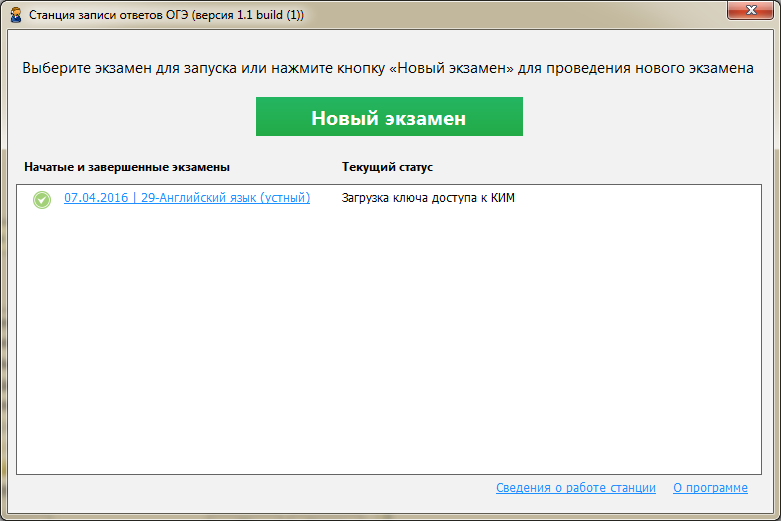 Станция записи ответов ОГЭ (версия 1.1 build (1))
Выберите экзамен для запуска или нажмите кнопку «Новый экзамен» для проведения нового экзамена
Новый экзамен
Начатые и завершенные экзамены Текущий статус
07.04.2016 | 29-Английский язык (устный) Загрузка ключа доступа к КИМ
Сведения о работе станции О программе